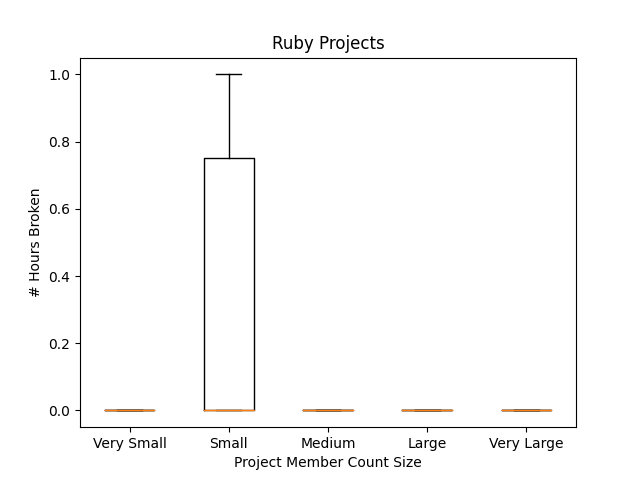 Ruby Projects
# Hours Broken
1.0
0.8
0.6
0.4
0.2
0.0
Very Small
Small
Medium
Large
Very Large
Project Member Count Size